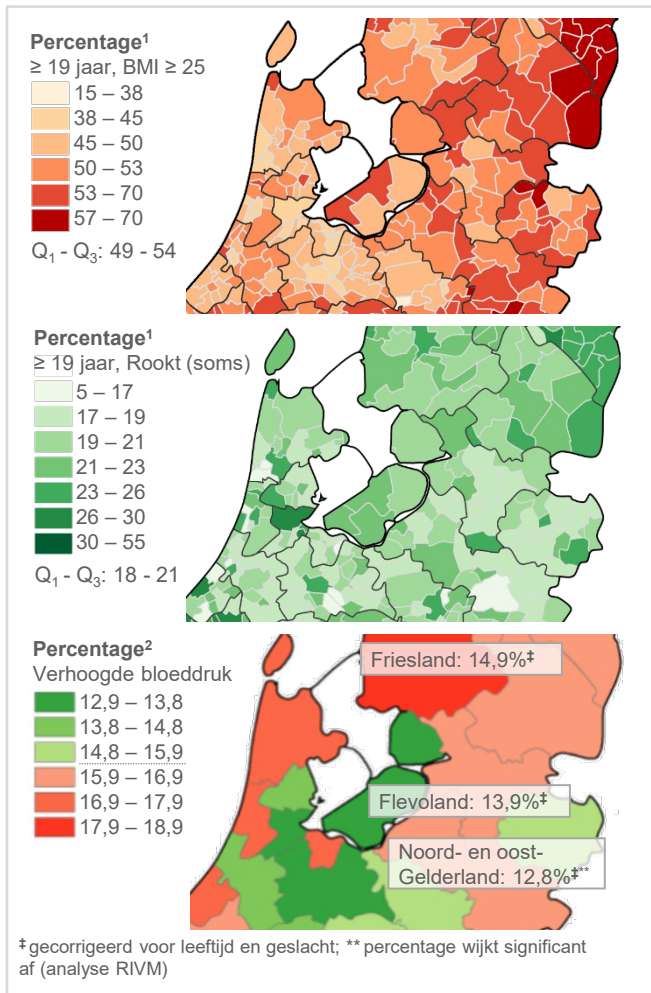 Percentage¹
≥ 19 jaar, BMI ≥ 25
15 – 38
38 – 45
45 – 50
50 – 53
53 – 70
57 – 70
Q₁ - Q₃: 49 - 54
Percentage¹
≥ 19 jaar, Rookt (soms)
5 – 17
17 – 19
19 – 21
21 – 23
23 – 26
26 – 30
30 – 55
Q₁ - Q₃: 18 - 21
Percentage²
Verhoogde bloeddruk
12,9 – 13,8
13,8 – 14,8
14,8 – 15,9
15,9 – 16,9
16,9 – 17,9
17,9 – 18,9
Friesland: 14,9%‡
Flevoland: 13,9%‡
Noord- en oost-
Gelderland: 12,8%‡**
‡ gecorrigeerd voor leeftijd en geslacht; ** percentage wijkt significant
af (analyse RIVM)